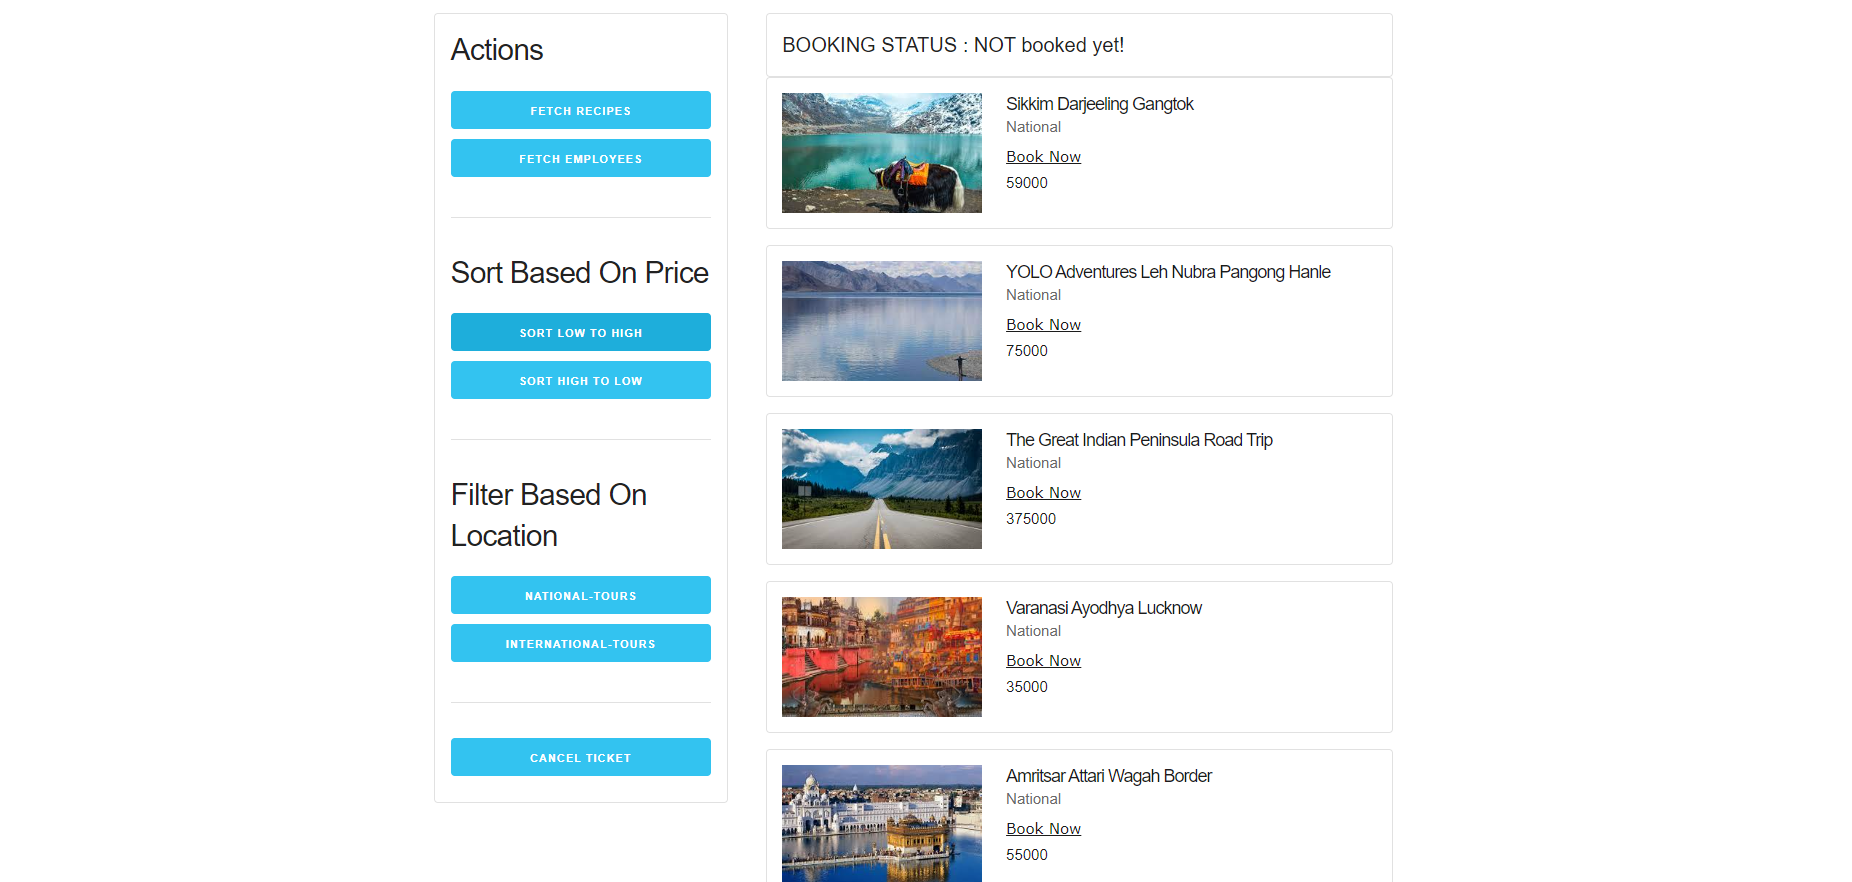 Actions
FETCH RECIPES
FETCH EMPLOYEES
Sort Based On Price
SORT LOW TO HIGH
SORT HIGH TO LOW
Filter Based On
Location
NATIONAL-TOURS
INTERNATIONAL-TOURS
CANCEL TICKET
BOOKING STATUS : NOT booked yet!
Sikkim Darjeeling Gangtok
National
Book Now
59000
YOLO Adventures Leh Nubra Pangong Hanle
National
Book Now
75000
The Great Indian Peninsula Road Trip
National
Book Now
375000
Varanasi Ayodhya Lucknow
National
Book Now
35000
Amritsar Attari Wagah Border
National
Book Now
55000